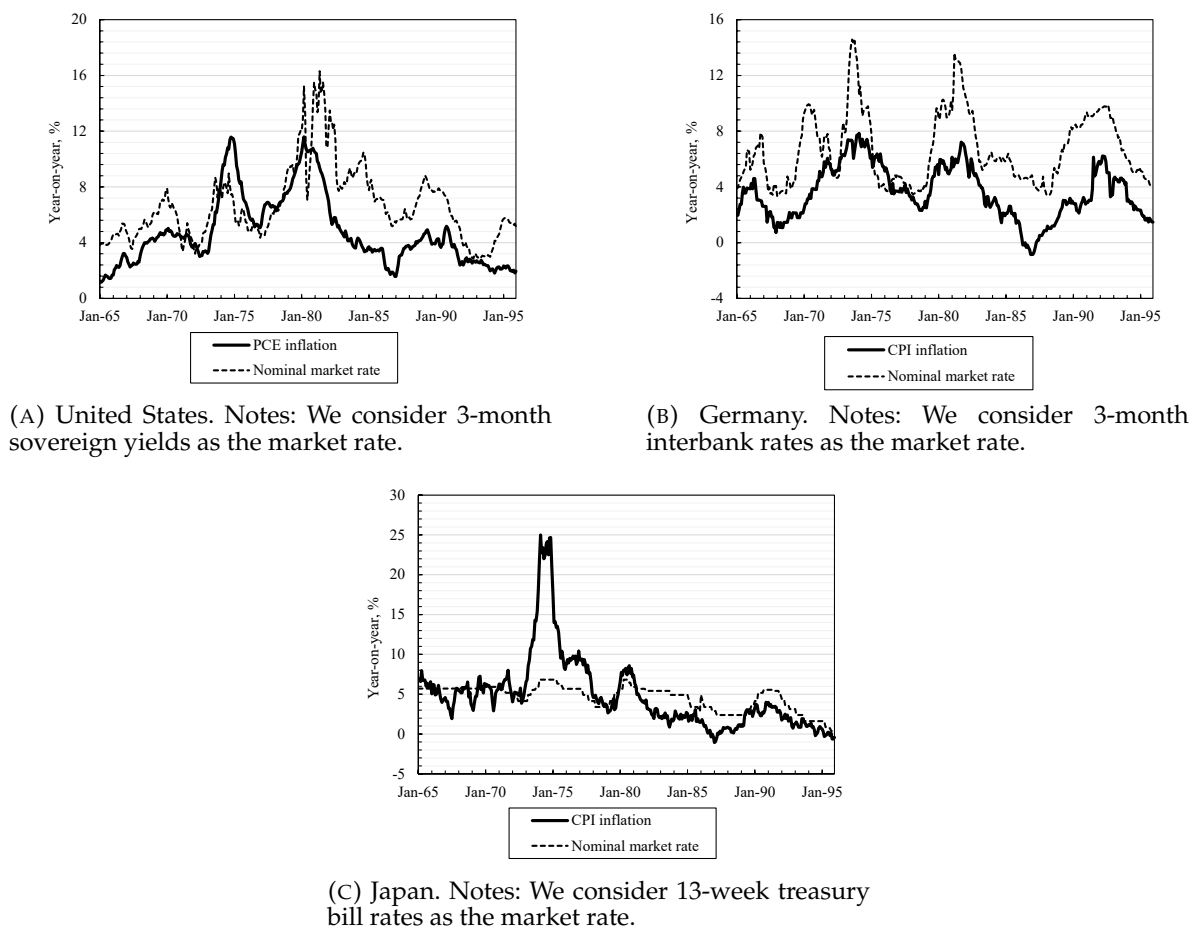 20
16
12
8
4
0
Year-on-year, %
Jan-65 Jan-70 Jan-75 Jan-80 Jan-85 Jan-90 Jan-95
PCE inflation
Nominal market rate
(A) United States. Notes: We consider 3-month
sovereign yields as the market rate.
16
12
8
4
0
-4
Year-on-year, %
Jan-65 Jan-70 Jan-75 Jan-80 Jan-85 Jan-90 Jan-95
CPI inflation
Nominal market rate
(B) Germany. Notes: We consider 3-month
interbank rates as the market rate.
30
25
20
15
10
5
0
-5
Year-on-year, %
Jan-65 Jan-70 Jan-75 Jan-80 Jan-85 Jan-90 Jan-95
CPI inflation
Nominal market rate
(C) Japan. Notes: We consider 13-week treasury
bill rates as the market rate.